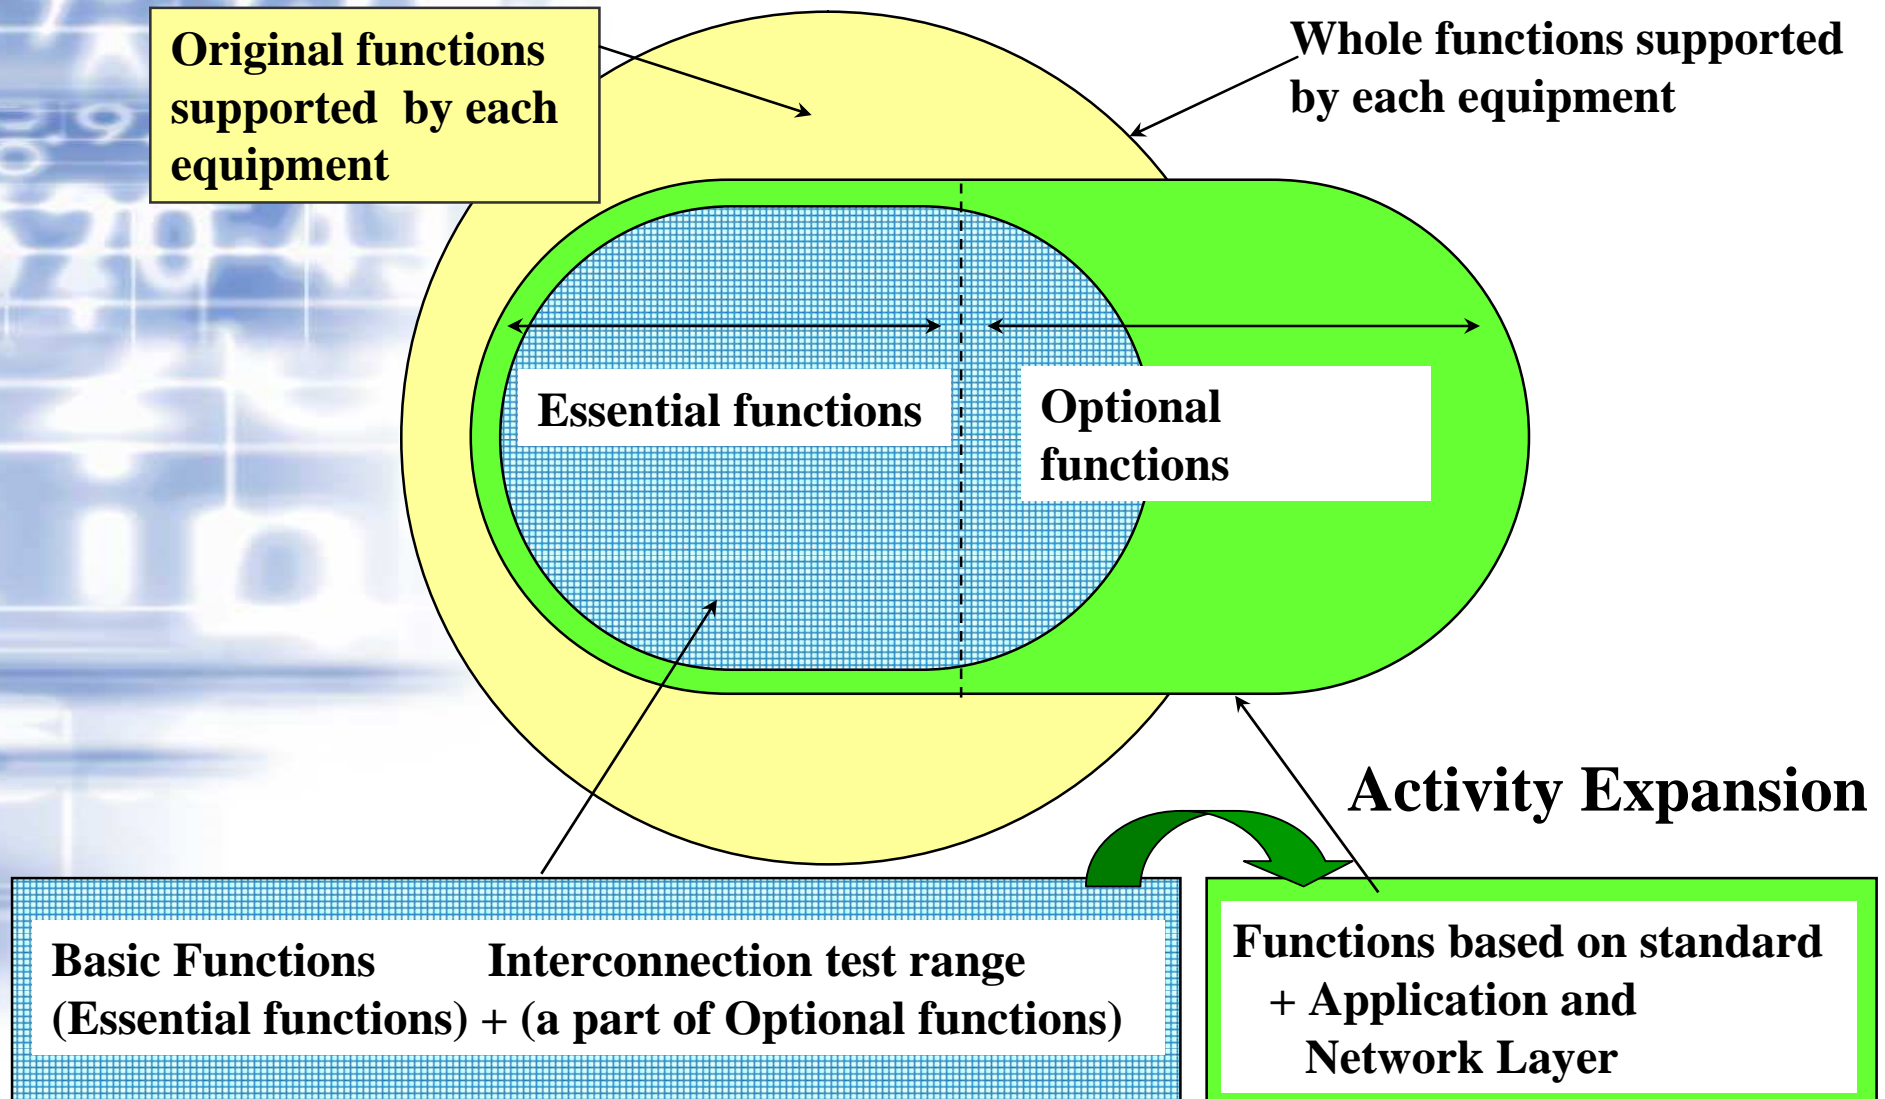 Original functions
supported by each
equipment
Whole functions supported
by each equipment
Essential functions
Optional
functions
Activity Expansion
Basic Functions Interconnection test range
(Essential functions) + (a part of Optional functions)
Functions based on standard
+ Application and
Network Layer